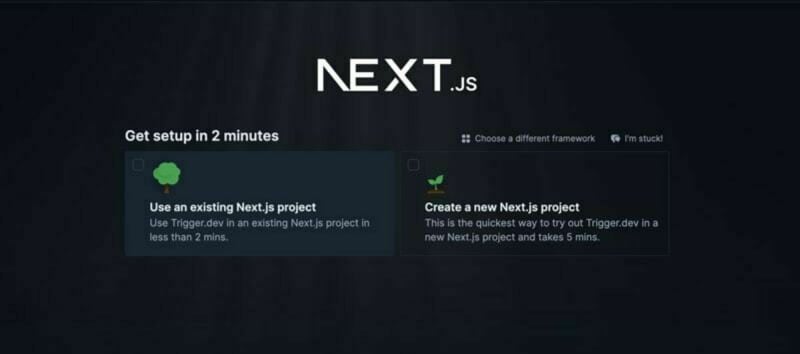 NEXT.JS
Get setup in 2 minutes
Choose a different framework
I'm stuck!
Use an existing Next.js project
Use Trigger.dev in an existing Next.js project in
less than 2 mins.
Create a new Next.js project
This is the quickest way to try out Trigger.dev in a
new Next.js project and takes 5 mins.